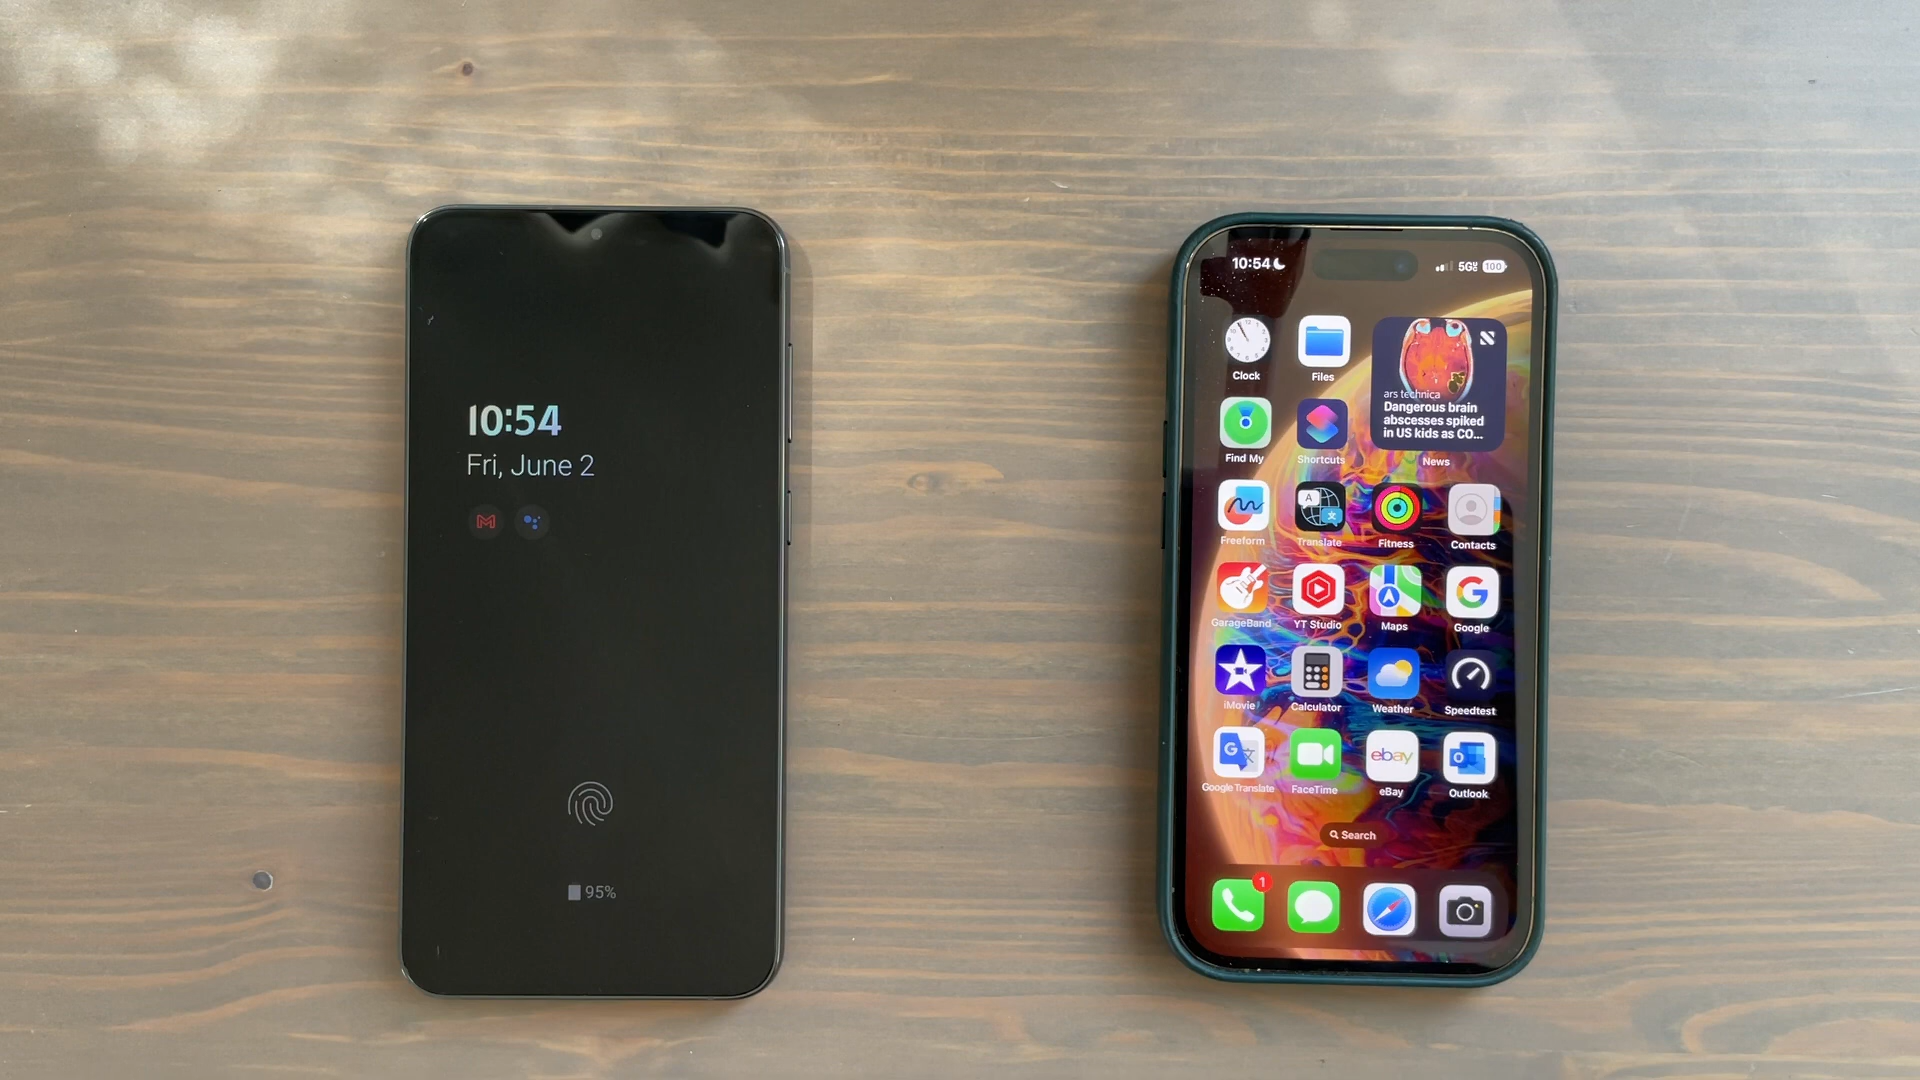 10:54
Fri, June 2
95%
10:54
5G
100
Clock
Files
ars technica
Dangerous brain
abscesses spiked
in US kids as CO...
News
Find My
Shortcuts
Freeform
Translate
Fitness
Contacts
GarageBand
YT Studio
Maps
Google
iMovie
Calculator
Weather
Speedtest
Google Translate
FaceTime
ebay
eBay
Outlook
Search
1